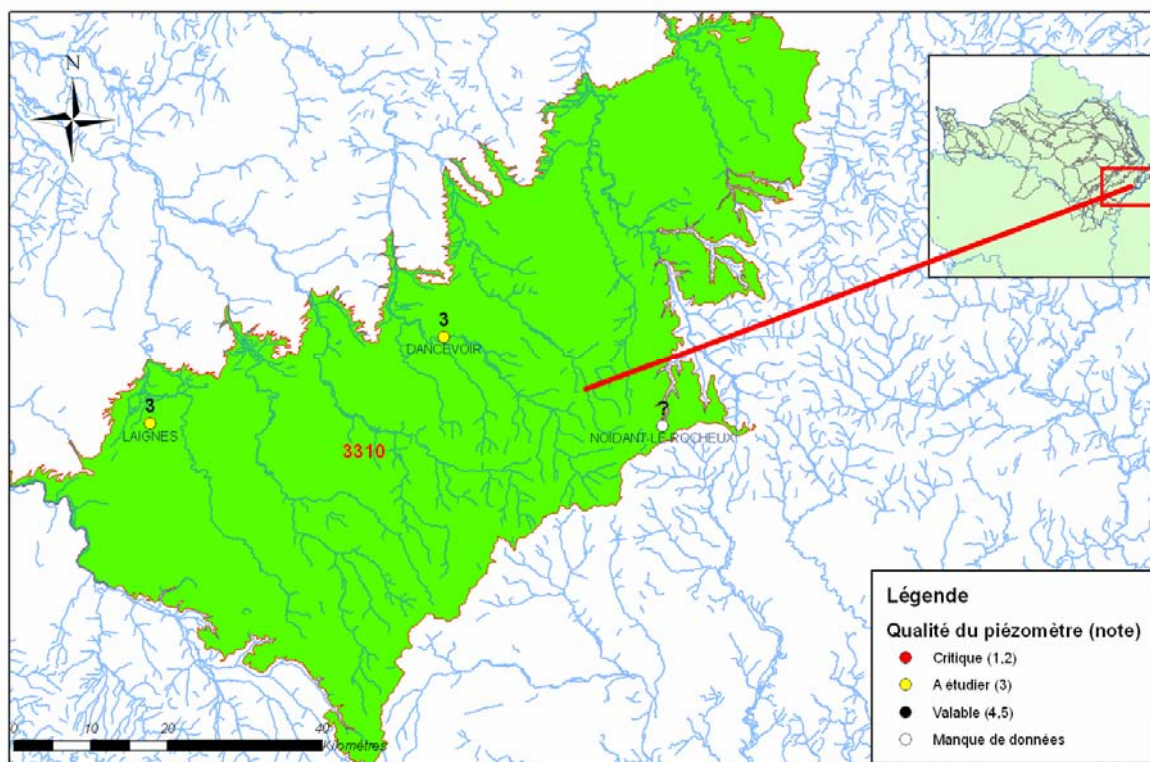 N
3
DANCEVOIR
3
LAIGNES
?
NOIDANT-LE-ROCHEUX
3310
Légende
Qualité du piézomètre (note)
Critique (1,2)
A étudier (3)
Valable (4,5)
Manque de données
0 10 20 40
Kilomètres